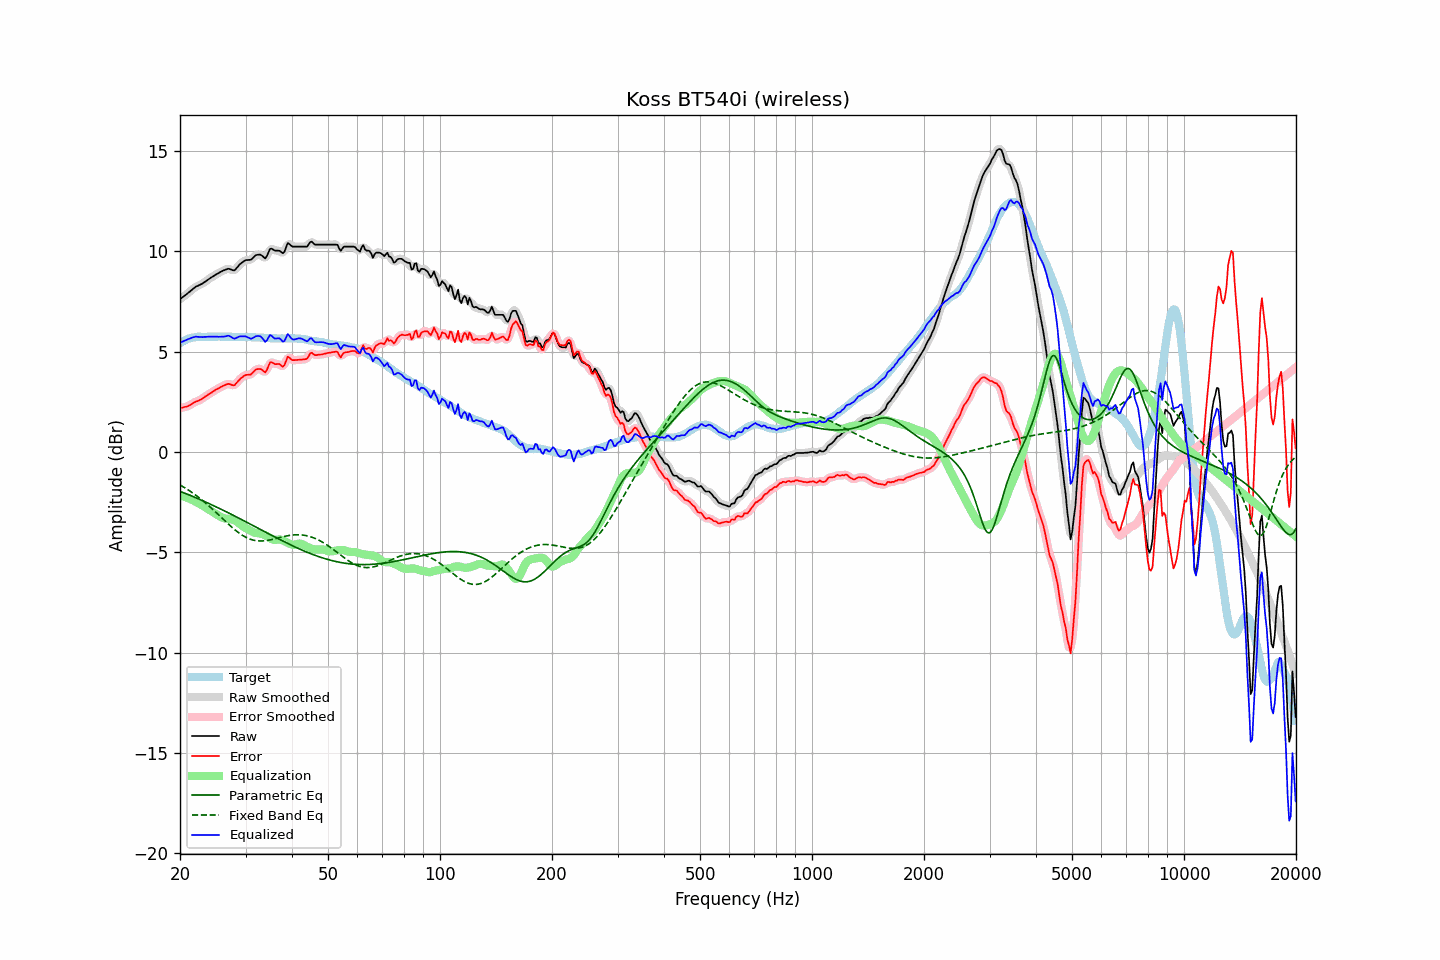 Koss BT540i (wireless)
15
10
5
0
−5
−10
−15
−20
Amplitude (dBr)
Target
Raw Smoothed
Error Smoothed
Raw
Error
Equalization
Parametric Eq
Fixed Band Eq
Equalized
20 50 100 200 500 1000 2000 5000 10000 20000
Frequency (Hz)